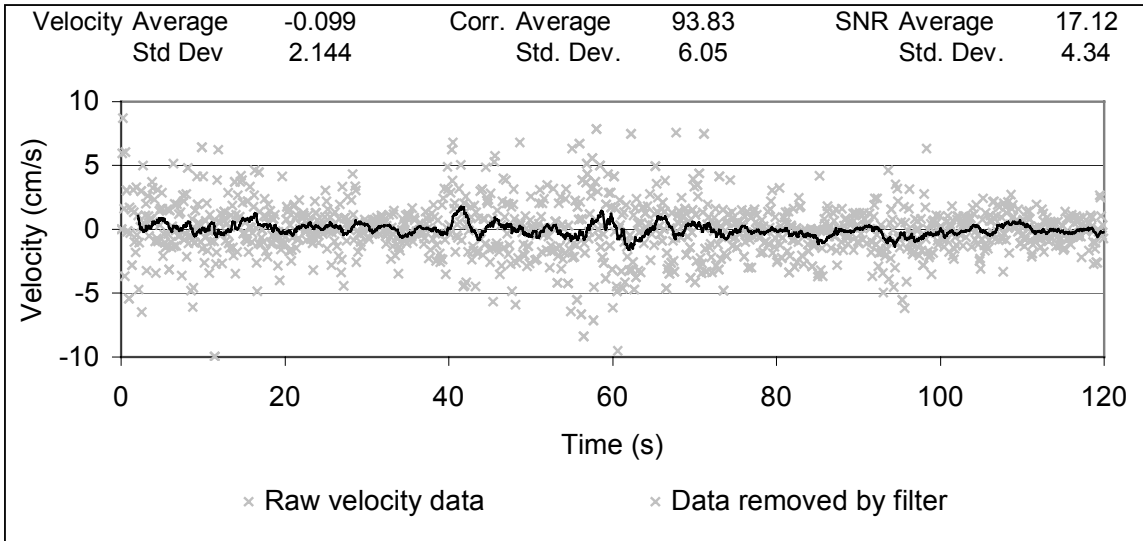 Velocity Average -0.099 Corr. Average 93.83 SNR Average 17.12
Std Dev 2.144 Std. Dev. 6.05 Std. Dev. 4.34
10
5
0
-5
-10
Velocity (cm/s)
0 20 40 60 80 100 120
Time (s)
Raw velocity data Data removed by filter